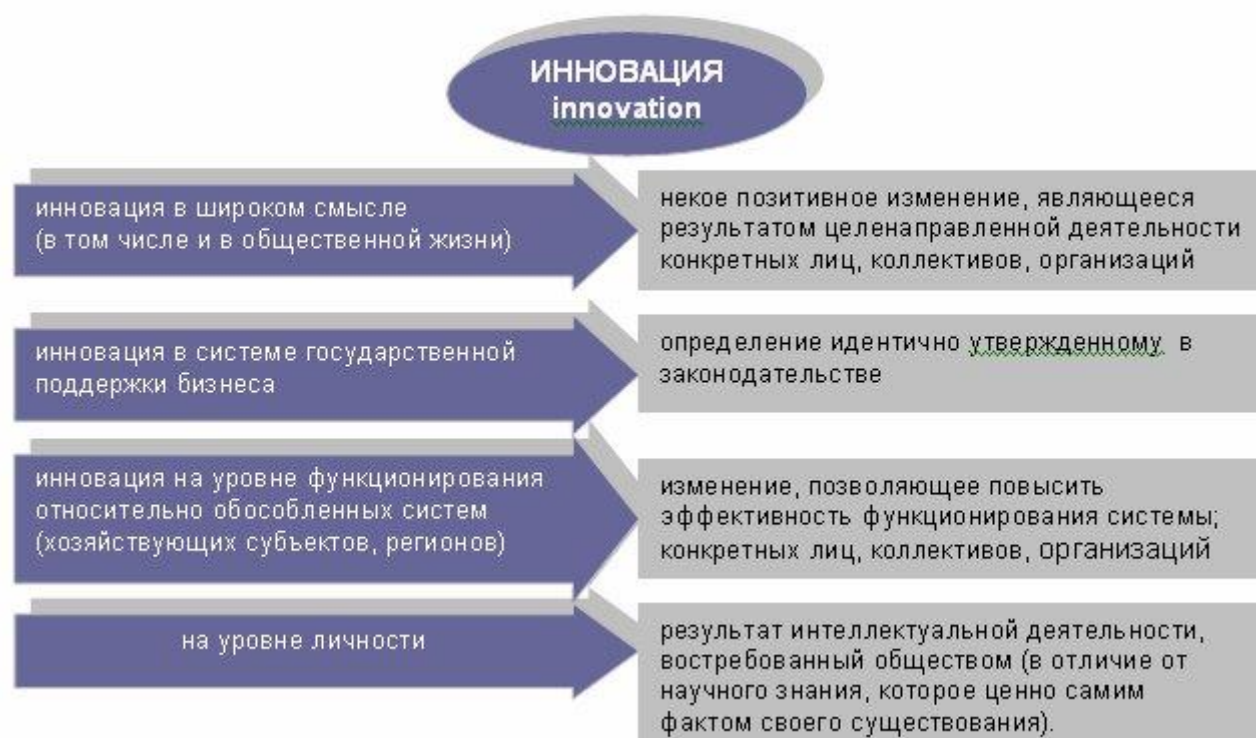 ИННОВАЦИЯ
innovation
инновация в широком смысле
(в том числе и в общественной жизни)
некое позитивное изменение, являющееся
результатом целенаправленной деятельности
конкретных лиц, коллективов, организаций
инновация в системе государственной
поддержки бизнеса
определение идентично утвержденному в
законодательстве
инновация на уровне функционирования
относительно обособленных систем
(хозяйствующих субъектов, регионов)
изменение, позволяющее повысить
эффективность функционирования системы;
конкретных лиц, коллективов, организаций
на уровне личности
результат интеллектуальной деятельности,
востребованный обществом (в отличие от
научного знания, которое ценно самим
фактом своего существования).